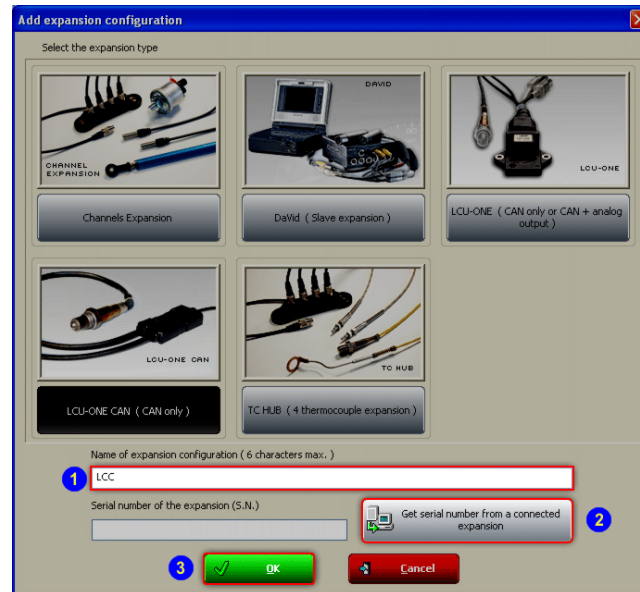 Add expansion configuration
Select the expansion type
CHANNEL
EXPANSION
DAVID
LCU-ONE
Channels Expansion
DaVid ( Slave expansion )
LCU-ONE ( CAN only or CAN + analog
output )
LCU-ONE CAN
TC HUB
LCU-ONE CAN ( CAN only )
TC HUB ( 4 thermocouple expansion )
Name of expansion configuration ( 6 characters max. )
1
LCC
Serial number of the expansion (S.N.)
Get serial number from a connected
expansion
2
3
OK
Cancel